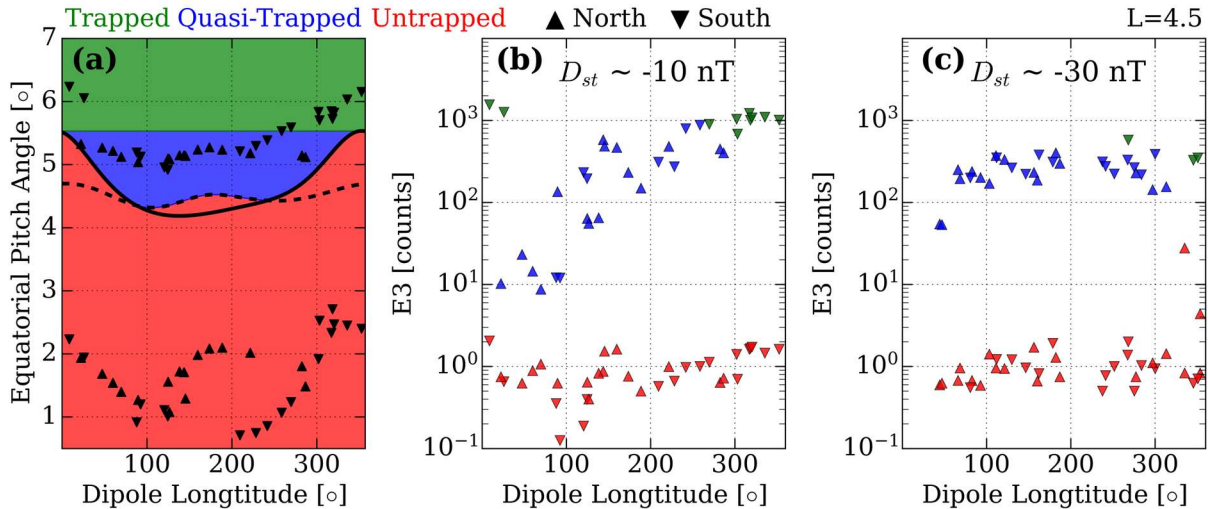 Trapped Quasi-Trapped Untrapped ▲ North ▼ South L=4.5
(a)
7
6
5
4
3
2
1
Equatorial Pitch Angle [∘]
100 200 300
Dipole Longtitude [∘]
(b) D_st ~ -10 nT
10^3
10^2
10^1
10^0
10^-1
E3 [counts]
100 200 300
Dipole Longtitude [∘]
(c) D_st ~ -30 nT
10^3
10^2
10^1
10^0
10^-1
E3 [counts]
100 200 300
Dipole Longtitude [∘]